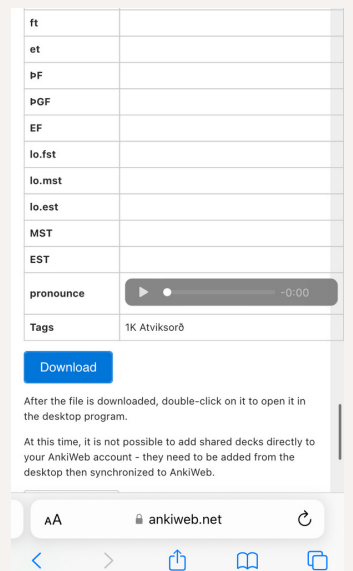 ft
et
ÞF
ÞGF
EF
lo.fst
lo.mst
lo.est
MST
EST
pronounce -0:00
Tags 1K Atviksorð
Download
After the file is downloaded, double-click on it to open it in
the desktop program.
At this time, it is not possible to add shared decks directly to
your AnkiWeb account - they need to be added from the
desktop then synchronized to AnkiWeb.
AA ankiweb.net